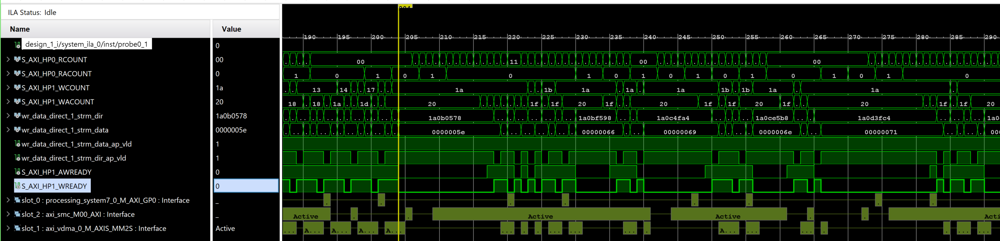 ILA Status: Idle
Name Value
190 195 200 205 210 215 220 225 230 235 240 245 250 255 260 265 270 275 280 285 290
design_1_i/system_ila_0/inst/probe0_1 0
S_AXI_HP0_RCOUNT 00 00 11 00 00
S_AXI_HP0_RACOUNT 0 1 0 1 0 1 0 1 0 1 0 1 0 1 0 1 0 1 0
S_AXI_HP1_WCOUNT 1a 13 14 17 1a 1b 1a 1a 1a 1b 1b 1a 1a
S_AXI_HP1_WACOUNT 20 18 18 1a 1d 20 1f 1f 20 1f 20 1f 1f 20 1f 20 1f 1f 20
wr_data_direct_1_strm_dir 1a0b0578 1a0b0578 1a0bf598 1a0c4fa4 1a0ce5b8 1a0d3fc4 1a0
wr_data_direct_1_strm_data 0000005e 0000005e 00000066 00000069 0000006e 00000071 00
wr_data_direct_1_strm_data_ap_vld 1
wr_data_direct_1_strm_dir_ap_vld 1
S_AXI_HP1_AWREADY 0
S_AXI_HP1_WREADY 0
slot_0 : processing_system7_0_M_AXI_GP0 : Interface _
slot_2 : axi_smc_M00_AXI : Interface _ Active Active Active Acti
slot_1 : axi_vdma_0_M_AXIS_MM2S : Interface Active ... A... A... A... A... ... ... ... ... A... ... ... ... ...